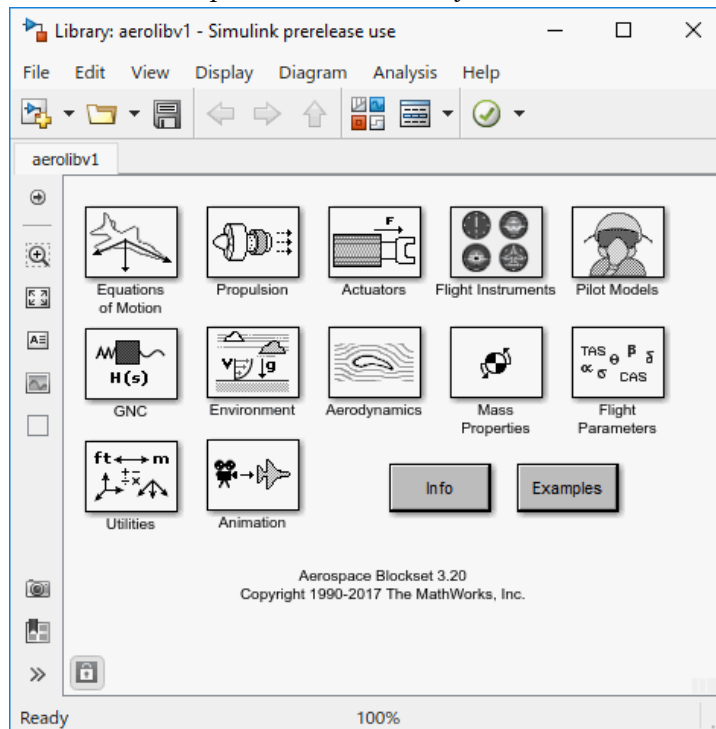 Library: aerolibv1 - Simulink prerelease use
File Edit View Display Diagram Analysis Help
aerolibv1
F
Equations
of Motion
Propulsion
Actuators
Flight Instruments
Pilot Models
H(s)
GNC
V g
Environment
Aerodynamics
Mass
Properties
TAS θ β δ
α σ CAS
Flight
Parameters
ft m
+ −
÷ ×
Utilities
Animation
Info
Examples
Aerospace Blockset 3.20
Copyright 1990-2017 The MathWorks, Inc.
Ready 100%